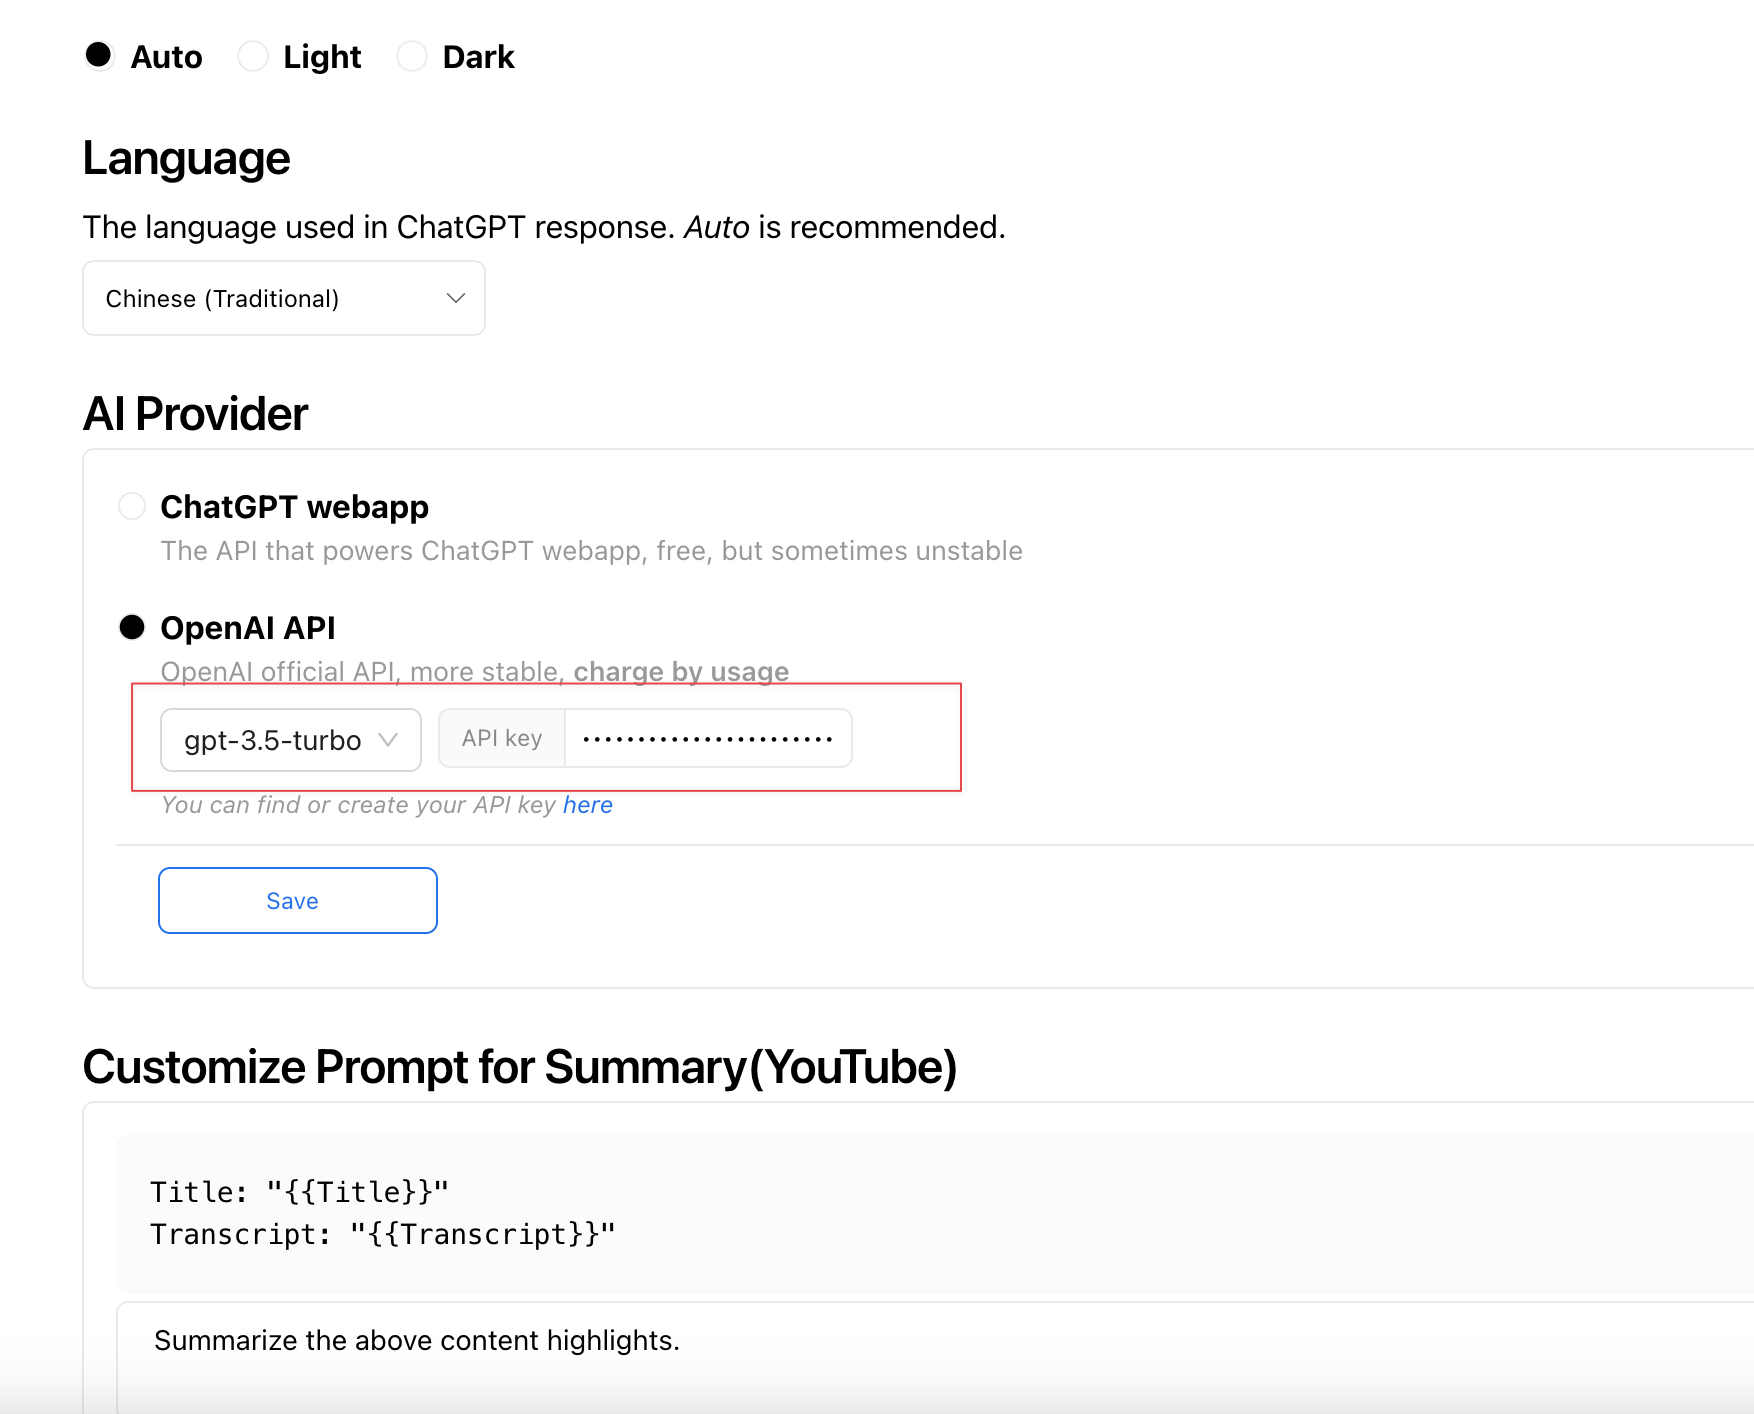 Auto Light Dark
Language
The language used in ChatGPT response. Auto is recommended.
Chinese (Traditional)
AI Provider
ChatGPT webapp
The API that powers ChatGPT webapp, free, but sometimes unstable
OpenAI API
OpenAI official API, more stable, charge by usage
gpt-3.5-turbo API key ·······················
You can find or create your API key here
Save
Customize Prompt for Summary(YouTube)
Title: "{{Title}}"
Transcript: "{{Transcript}}"
Summarize the above content highlights.